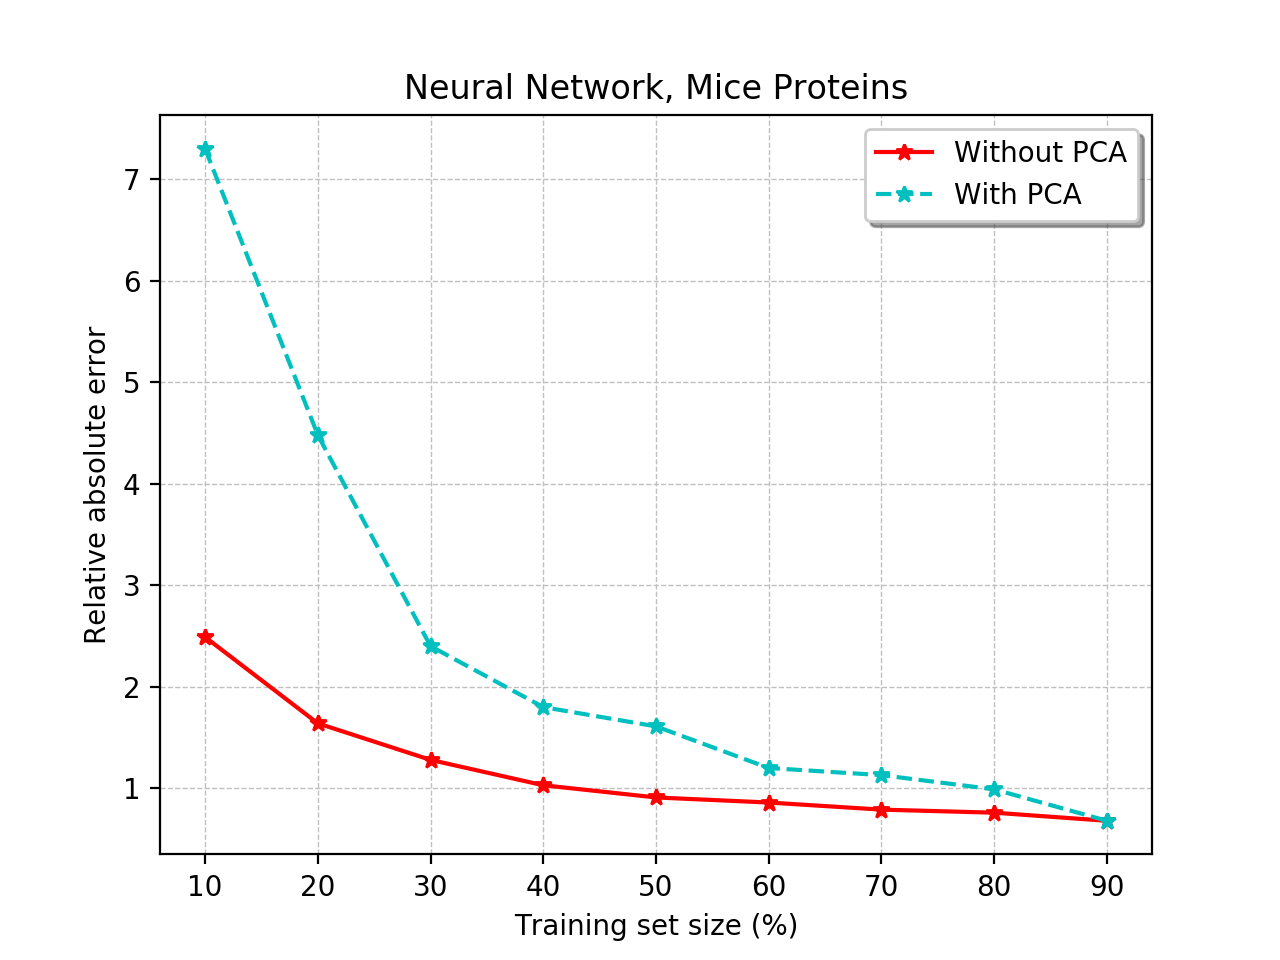 Neural Network, Mice Proteins
Without PCA
With PCA
7
6
5
4
3
2
1
Relative absolute error
10 20 30 40 50 60 70 80 90
Training set size (%)